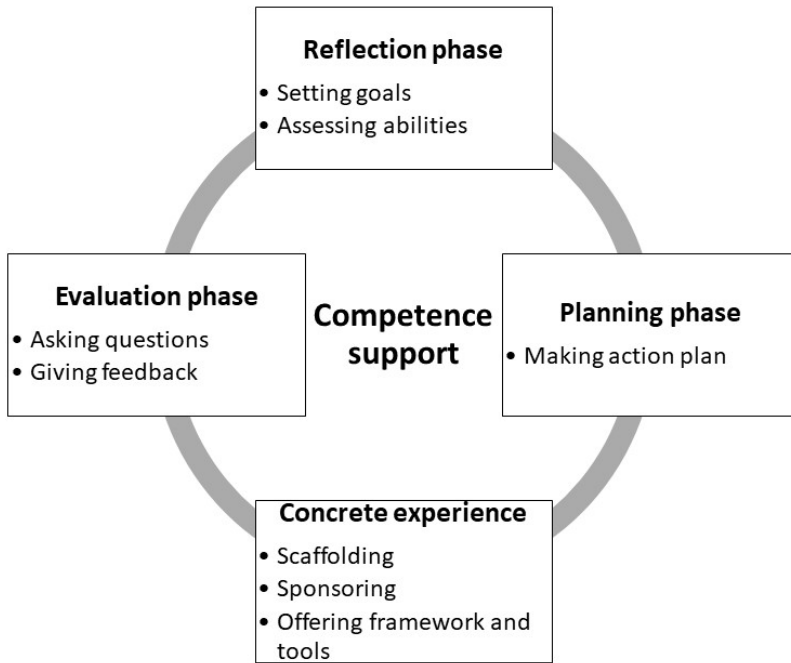 Reflection phase
• Setting goals
• Assessing abilities
Evaluation phase
• Asking questions
• Giving feedback
Competence
support
Planning phase
• Making action plan
Concrete experience
• Scaffolding
• Sponsoring
• Offering framework and
tools